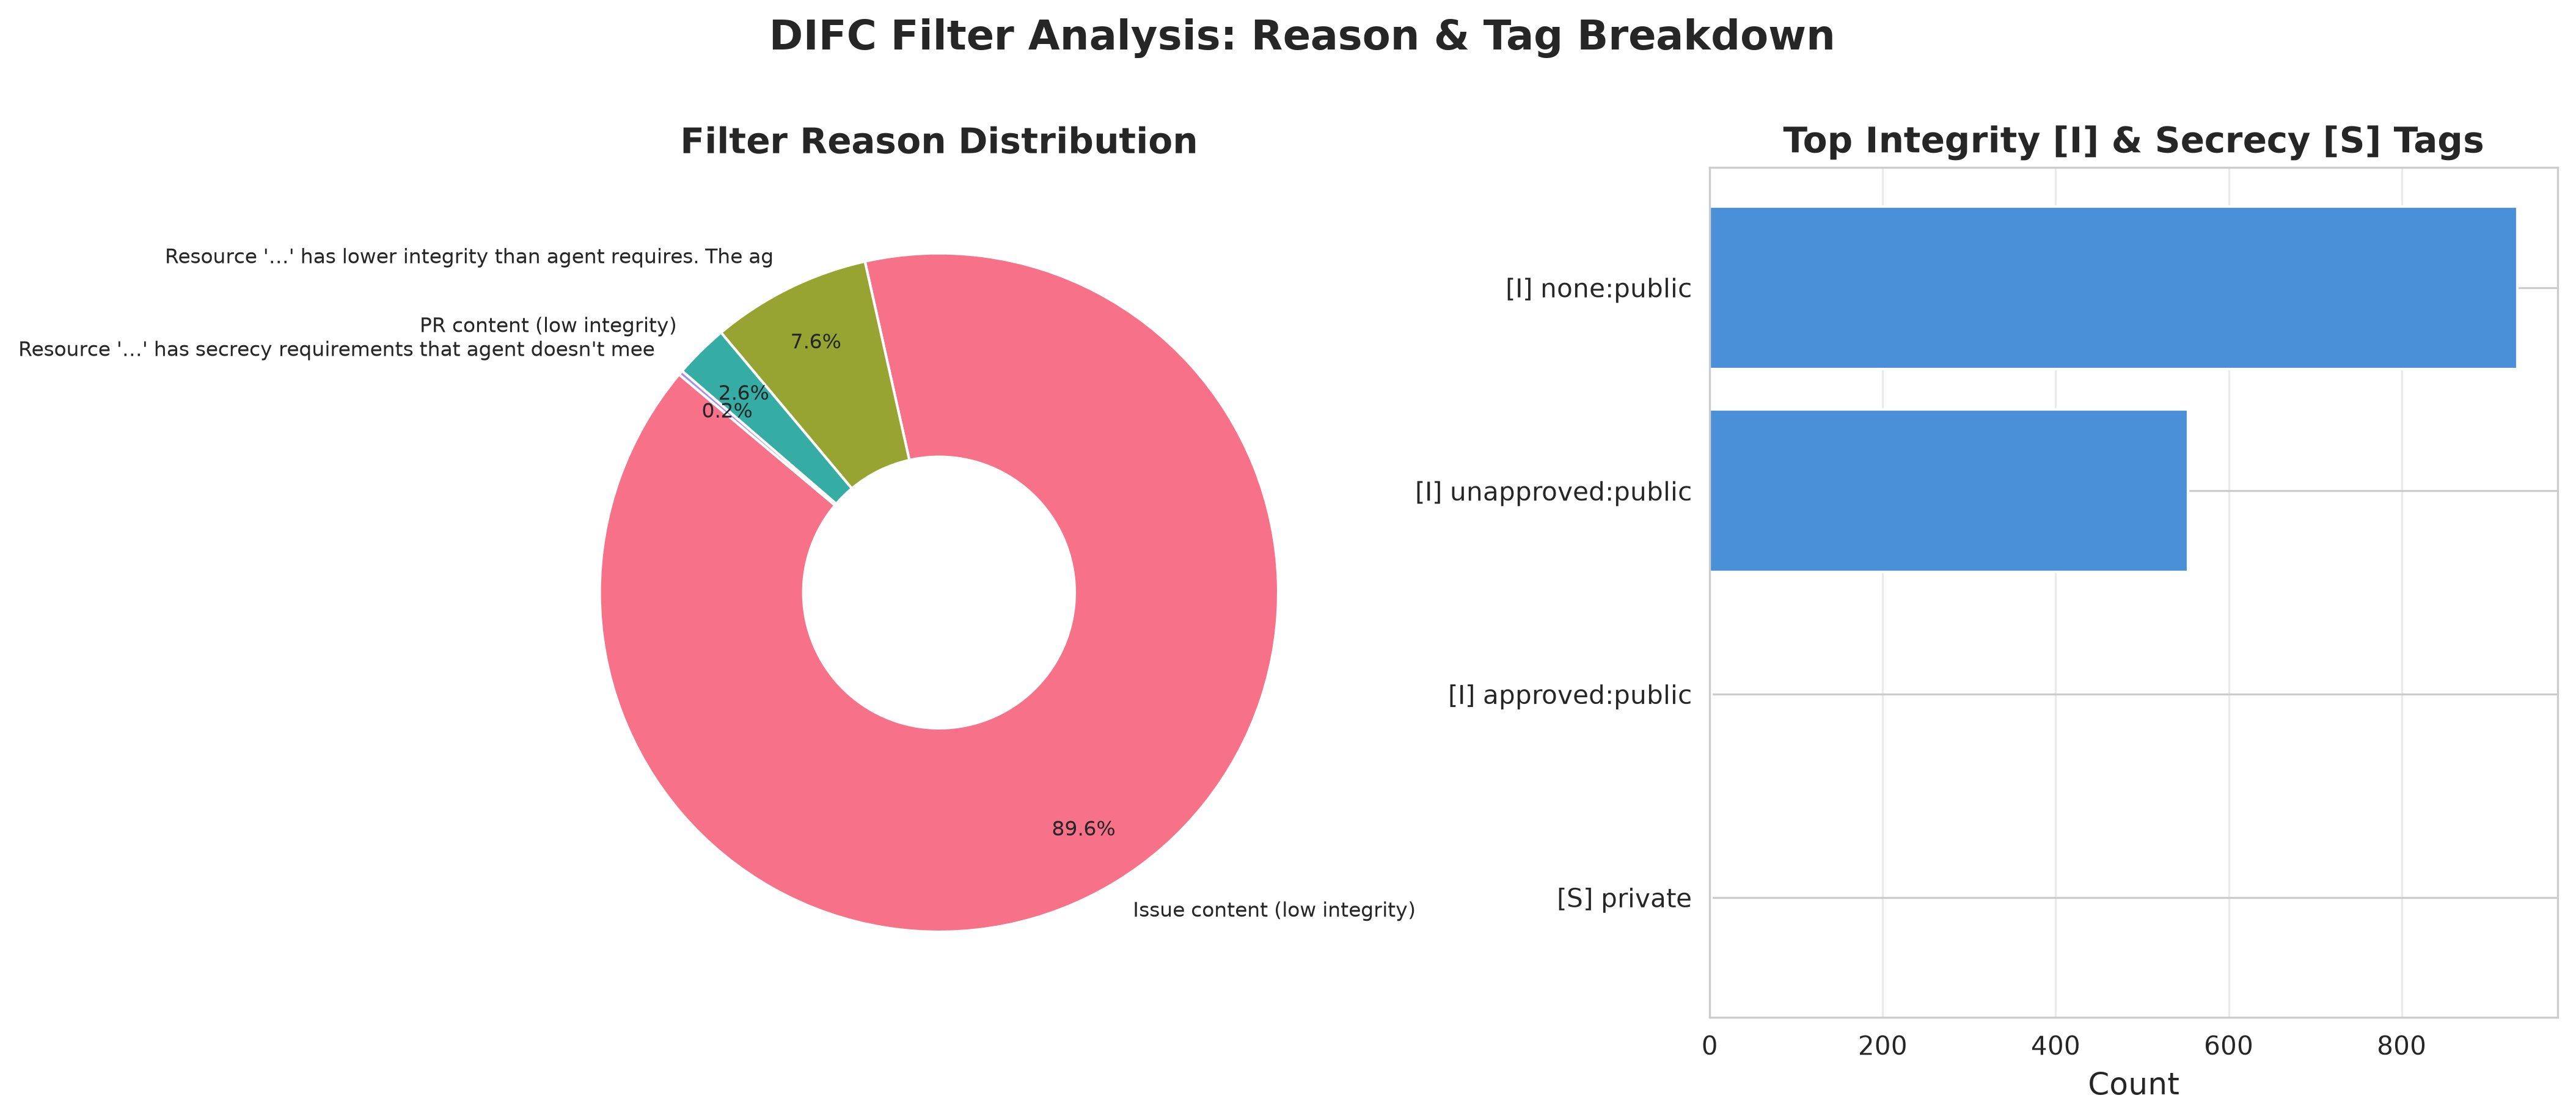 DIFC Filter Analysis: Reason & Tag Breakdown
Filter Reason Distribution
Resource '...' has lower integrity than agent requires. The ag
PR content (low integrity)
Resource '...' has secrecy requirements that agent doesn't mee
7.6%
2.6%
0.2%
89.6%
Issue content (low integrity)
Top Integrity [I] & Secrecy [S] Tags
[I] none:public
[I] unapproved:public
[I] approved:public
[S] private
0 200 400 600 800
Count